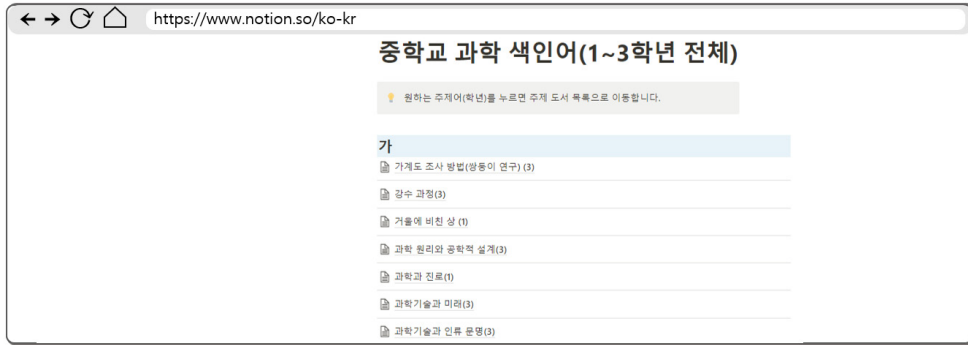 https://www.notion.so/ko-kr
중학교 과학 색인어(1~3학년 전체)
원하는 주제어(학년)를 누르면 주제 도서 목록으로 이동합니다.
가
가계도 조사 방법(쌍둥이 연구) (3)
강수 과정(3)
거울에 비친 상 (1)
과학 원리와 공학적 설계(3)
과학과 진로(1)
과학기술과 미래(3)
과학기술과 인류 문명(3)